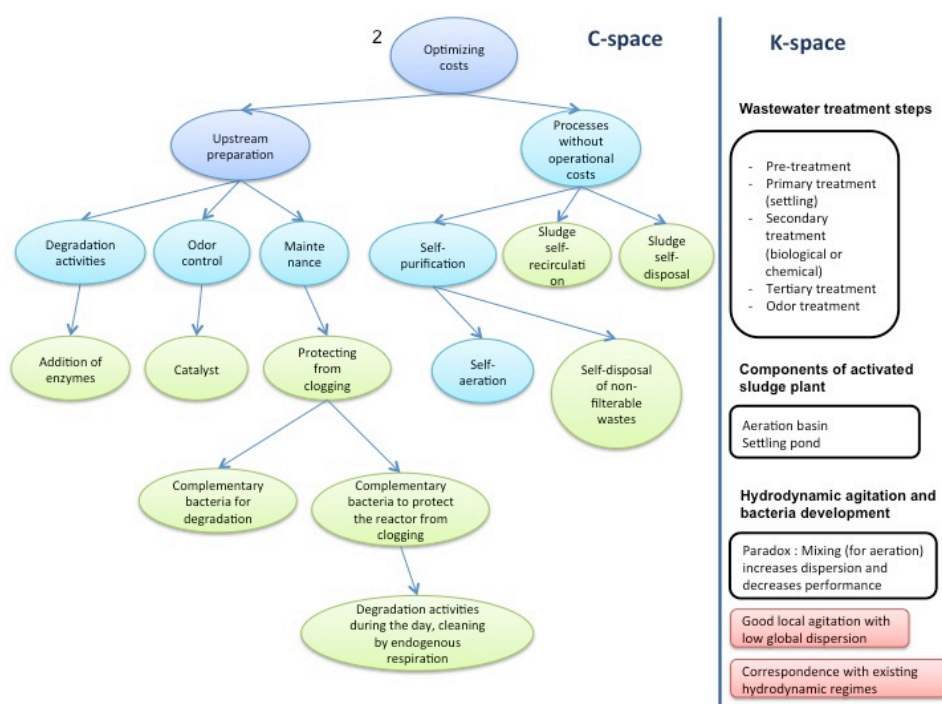 2
Optimizing
costs
C-space
Upstream
preparation
Processes
without
operational
costs
Degradation
activities
Odor
control
Mainte
nance
Self-
purification
Sludge
self-
recirculati
on
Sludge
self-
disposal
Addition of
enzymes
Catalyst
Protecting
from
clogging
Self-
aeration
Self-disposal
of non-
filterable
wastes
Complementary
bacteria for
degradation
Complementary
bacteria to protect
the reactor from
clogging
Degradation activities
during the day, cleaning
by endogenous
respiration
K-space
Wastewater treatment steps
- Pre-treatment
- Primary treatment
(settling)
- Secondary
treatment
(biological or
chemical)
- Tertiary treatment
- Odor treatment
Components of activated
sludge plant
Aeration basin
Settling pond
Hydrodynamic agitation and
bacteria development
Paradox : Mixing (for aeration)
increases dispersion and
decreases performance
Good local agitation with
low global dispersion
Correspondence with existing
hydrodynamic regimes